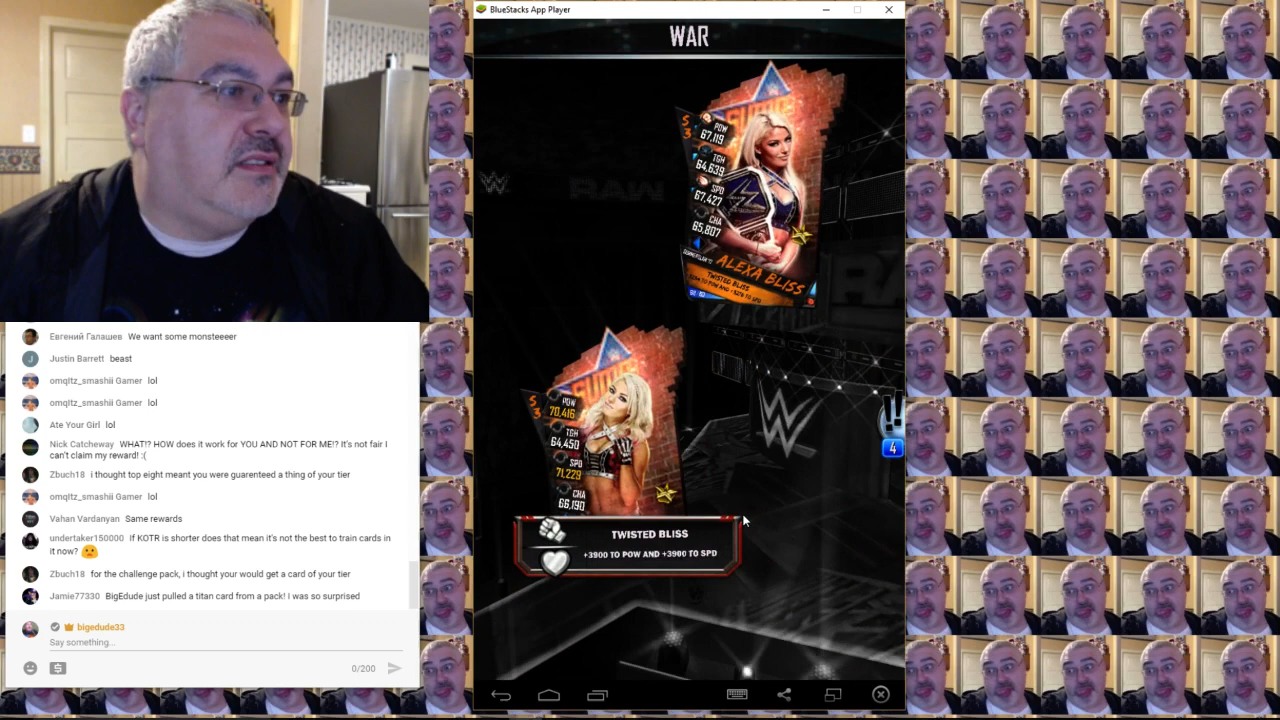 BlueStacks App Player
WAR
S
3
POW
67,119
TGH
64,639
SPD
67,427
CHA
65,807
ALEXA BLISS
TWISTED BLISS
RAW
S
3
POW
70,416
TGH
64,450
SPD
71,229
CHA
66,190
TWISTED BLISS
+3900 TO POW AND +3900 TO SPD
4
Евгений Галашев We want some monsteeeer
Justin Barrett beast
omqItz_smashii Gamer lol
omqItz_smashii Gamer lol
Ate Your Girl lol
Nick Catcheway WHAT!? HOW does it work for YOU AND NOT FOR ME!? It's not fair I
can't claim my reward! :(
Zbuch18 i thought top eight meant you were guarenteed a thing of your tier
omqItz_smashii Gamer lol
Vahan Vardanyan Same rewards
undertaker150000 If KOTR is shorter does that mean it's not the best to train cards in
it now?
Zbuch18 for the challenge pack, i thought your would get a card of your tier
Jamie77330 BigEdude just pulled a titan card from a pack! I was so surprised
bigedude33
Say something...
0/200